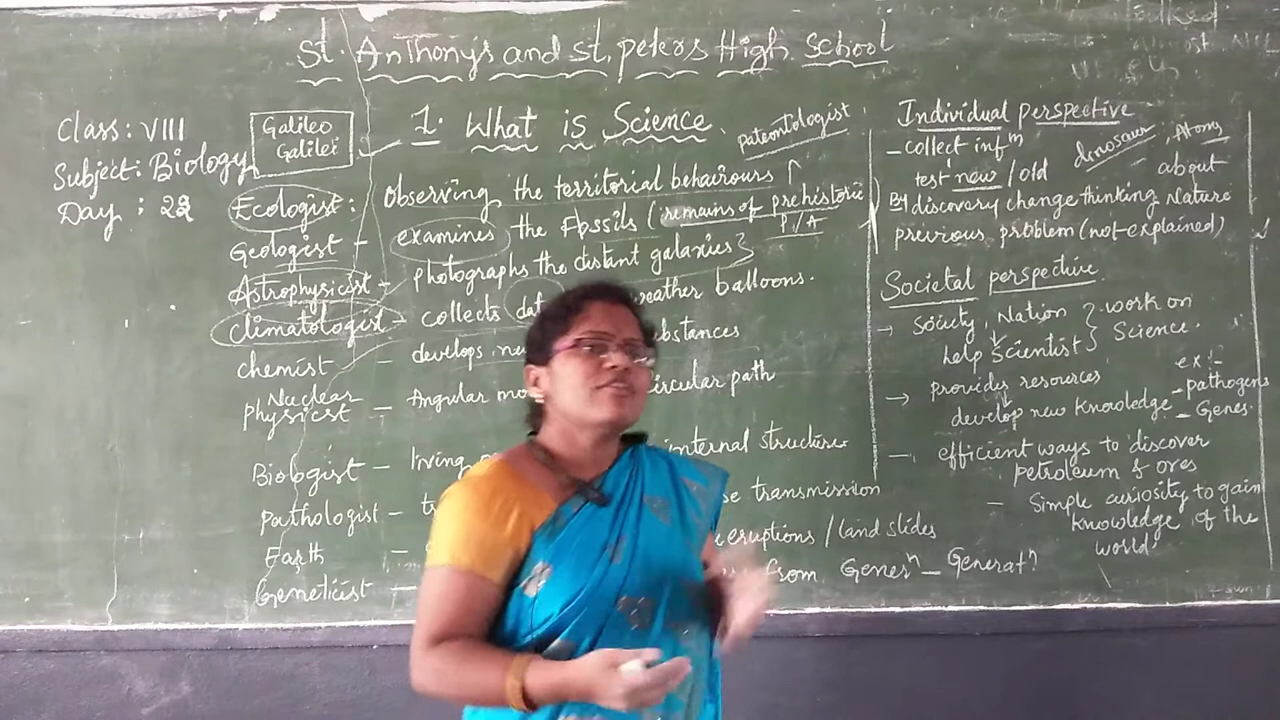 St. Anthony's and St. peters High School
Class: VIII
Subject: Biology
Day : 22
Galileo
Galilei
1. What is Science.
pateontologist
Ecologist: Observing the territorial behaviours
Geologist - examines the Fossils (remains of prehistoric
P/A
Astrophysicist - photographs the distant galaxies}
Climatologist - collects dat weather balloons.
chemist - develops ne bstances
Nuclear
physicst - Angular mo circular path
Biologist - living internal structure
Pathologist - se transmission
Earth - eruptions / land slides
Geneticist - from Generⁿ - Generatⁿ
Individual perspective
- collect infᵐ
test new / old dinosaur, Atoms
about
By discovery change thinking Nature
previous problem (not explained)
Societal perspective
→ Society, Nation } work on
help Scientist } Science.
→ provides resources ex:-
develop new knowledge - pathogens
- Genes.
- efficient ways to discover
petroleum & ores
- Simple curiosity to gain
knowledge of the
world